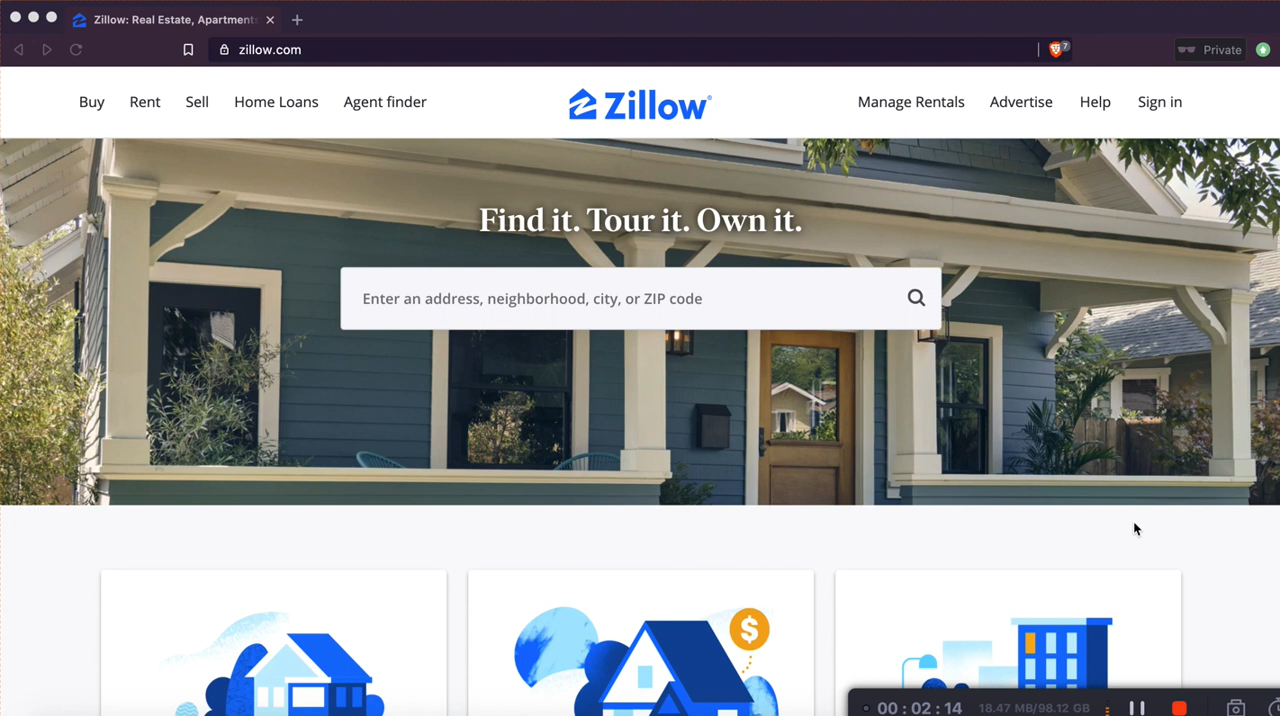 Zillow: Real Estate, Apartments
zillow.com
7
Private
Buy
Rent
Sell
Home Loans
Agent finder
Zillow
Manage Rentals
Advertise
Help
Sign in
Find it. Tour it. Own it.
Enter an address, neighborhood, city, or ZIP code
$
00:02:14
18.47 MB/98.12 GB